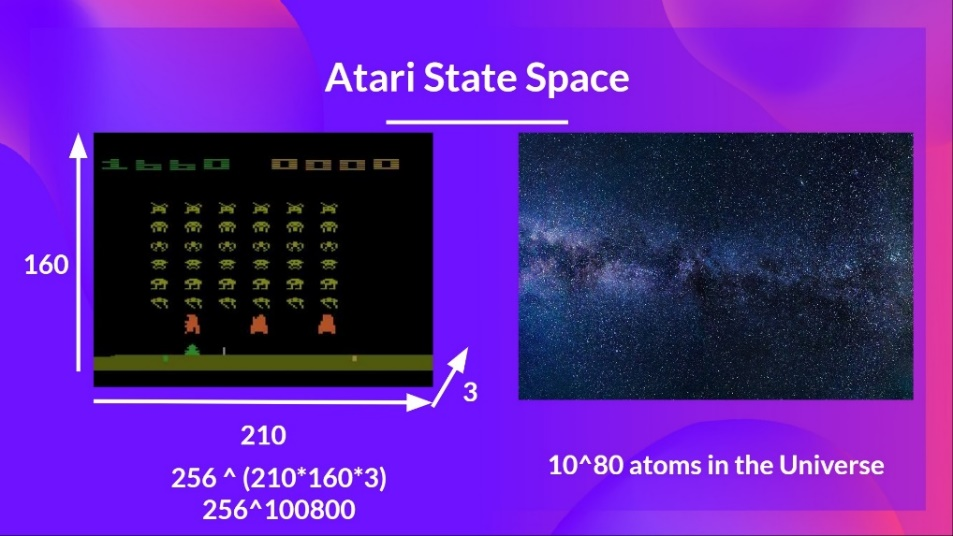 Atari State Space
1660 0000
160
3
210
256 ^ (210*160*3)
256^100800
10^80 atoms in the Universe